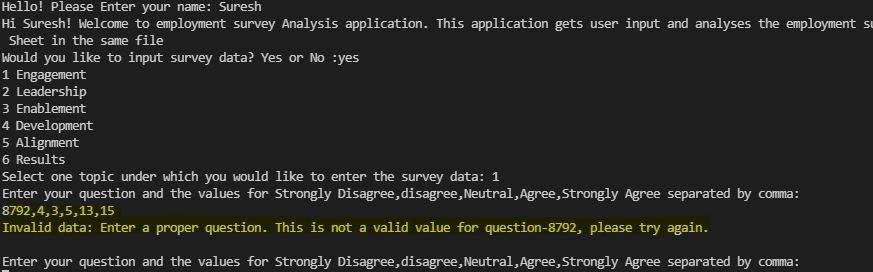 Hello! Please Enter your name: Suresh
Hi Suresh! Welcome to employment survey Analysis application. This application gets user input and analyses the employment su
Sheet in the same file
Would you like to input survey data? Yes or No :yes
1 Engagement
2 Leadership
3 Enablement
4 Development
5 Alignment
6 Results
Select one topic under which you would like to enter the survey data: 1
Enter your question and the values for Strongly Disagree,disagree,Neutral,Agree,Strongly Agree separated by comma:
8792,4,3,5,13,15
Invalid data: Enter a proper question. This is not a valid value for question-8792, please try again.
Enter your question and the values for Strongly Disagree,disagree,Neutral,Agree,Strongly Agree separated by comma: